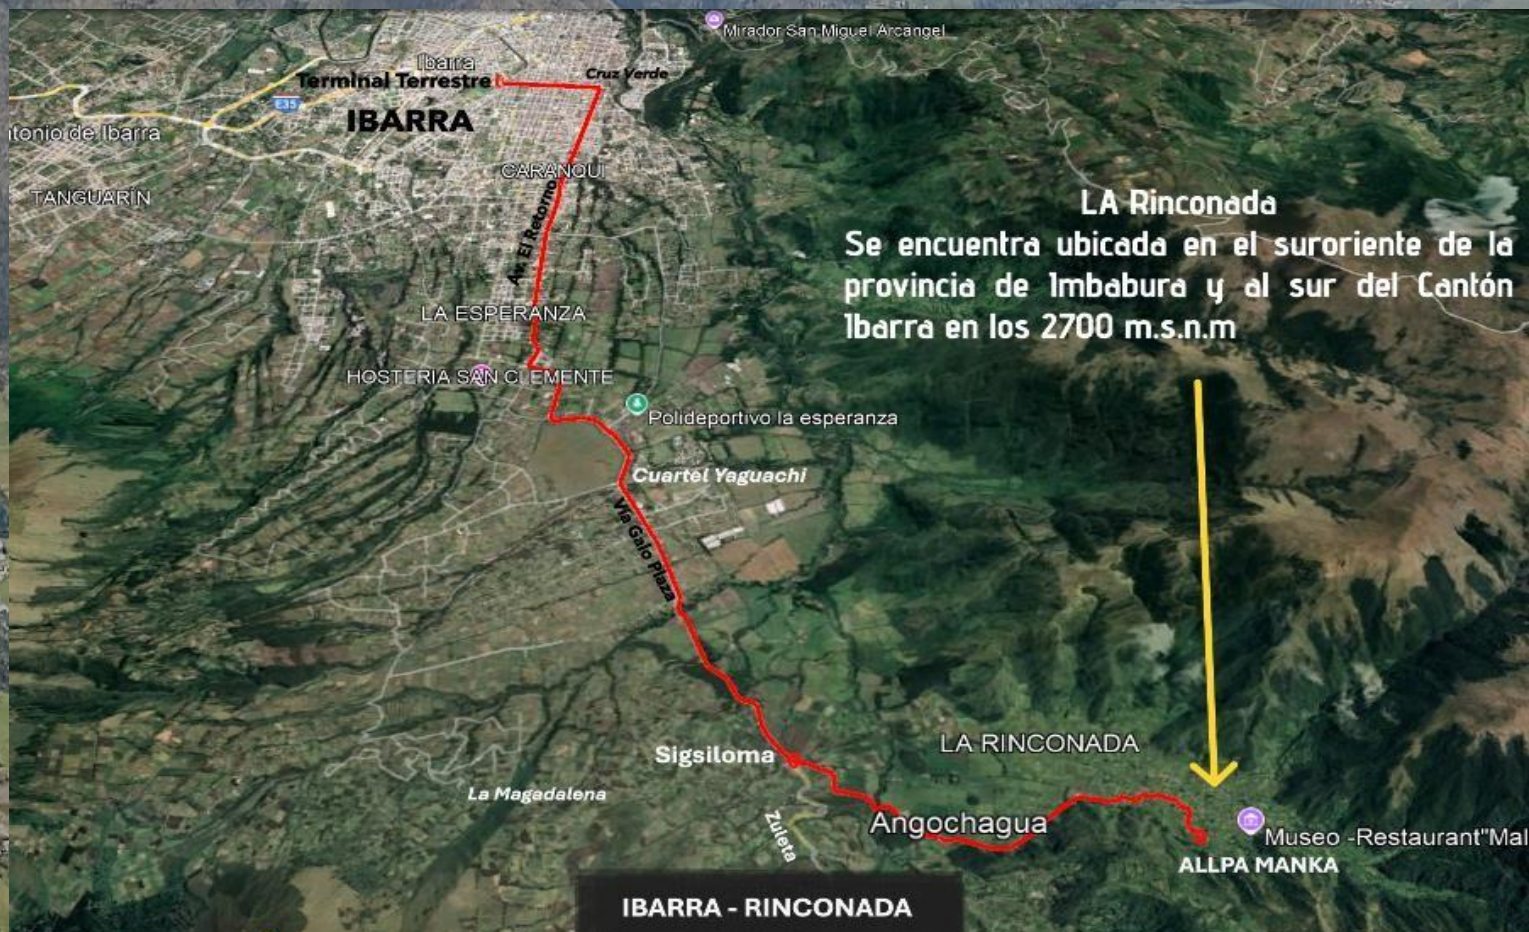 Mirador San Miguel Arcangel
Ibarra
Terminal Terrestre
Cruz Verde
E35
IBARRA
tonio de Ibarra
CARANQUI
TANGUARÍN
Av. El Retorno
LA Rinconada
Se encuentra ubicada en el suroriente de la
provincia de Imbabura y al sur del Cantón
Ibarra en los 2700 m.s.n.m
LA ESPERANZA
HOSTERIA SAN CLEMENTE
Polideportivo la esperanza
Cuartel Yaguachi
Vía Galo Plaza
Sigsiloma
LA RINCONADA
La Magadalena
Zuleta
Angochagua
Museo -Restaurant"Mal
ALLPA MANKA
IBARRA - RINCONADA